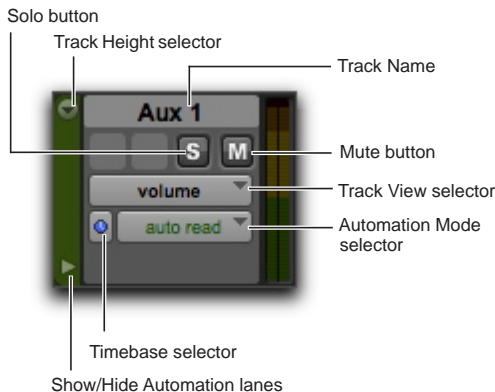 Solo button
Track Height selector
Track Name
Aux 1
S M
Mute button
volume
Track View selector
auto read
Automation Mode
selector
Timebase selector
Show/Hide Automation lanes